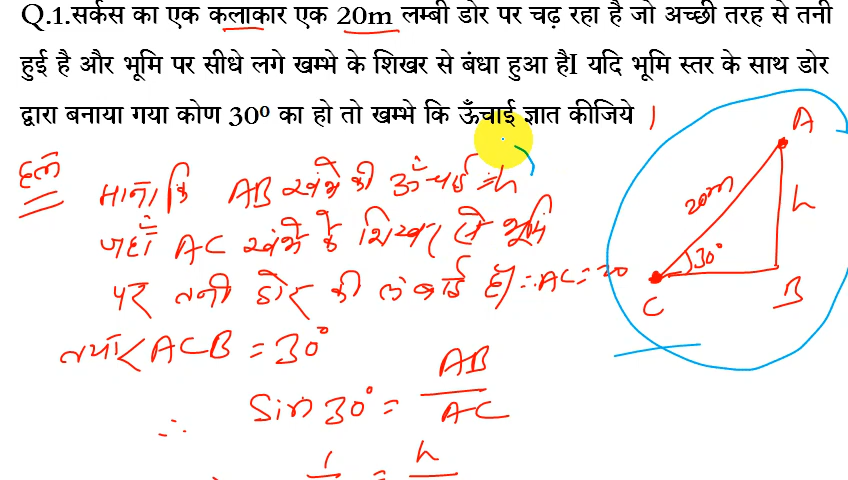 Q.1.सर्कस का एक कलाकार एक 20m लम्बी डोर पर चढ़ रहा है जो अच्छी तरह से तनी
हुई है और भूमि पर सीधे लगे खम्भे के शिखर से बंधा हुआ है। यदि भूमि स्तर के साथ डोर
द्वारा बनाया गया कोण 30⁰ का हो तो खम्भे कि ऊँचाई ज्ञात कीजिये ।
हल
माना कि AB खंभे की ऊँचाई = h
जहाँ AC खंभे के शिखर से भूमि
पर तनी डोर की लंबाई है। ∴ AC = 20
तथा ∠ACB = 30°
∴ Sin 30° = AB/AC
1 = h
A
20m
h
30°
C
B